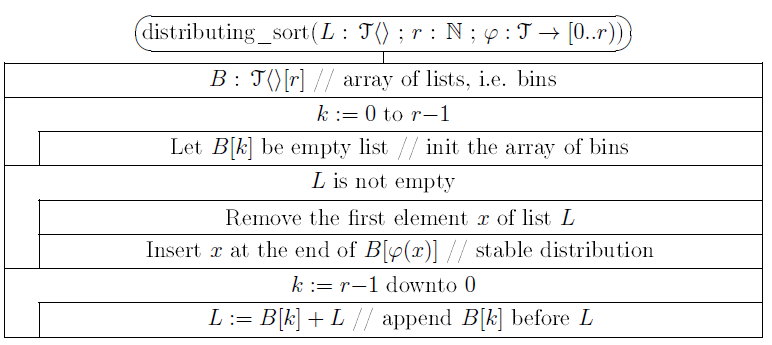 distributing_sort(L : 𝒯⟨⟩ ; r : ℕ ; φ : 𝒯 → [0..r))
B : 𝒯⟨⟩[r] // array of lists, i.e. bins
k := 0 to r−1
Let B[k] be empty list // init the array of bins
L is not empty
Remove the first element x of list L
Insert x at the end of B[φ(x)] // stable distribution
k := r−1 downto 0
L := B[k] + L // append B[k] before L